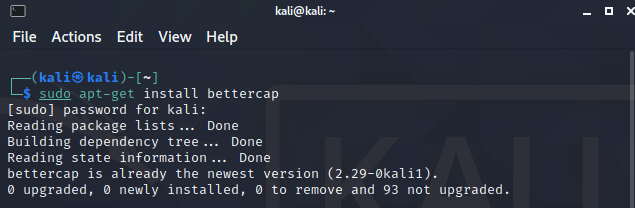 kali@kali: ~
File Actions Edit View Help
┌──(kali㉿kali)-[~]
└─$ sudo apt-get install bettercap
[sudo] password for kali:
Reading package lists... Done
Building dependency tree... Done
Reading state information... Done
bettercap is already the newest version (2.29-0kali1).
0 upgraded, 0 newly installed, 0 to remove and 93 not upgraded.
KALI